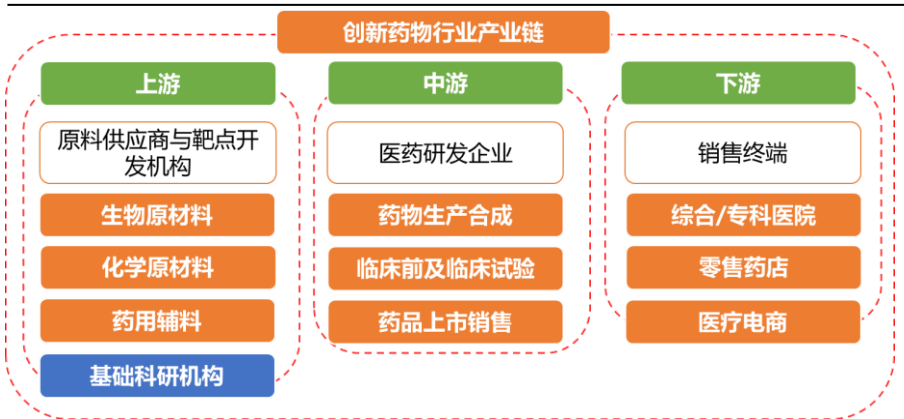 创新药物行业产业链
上游
原料供应商与靶点开
发机构
生物原材料
化学原材料
药用辅料
基础科研机构
中游
医药研发企业
药物生产合成
临床前及临床试验
药品上市销售
下游
销售终端
综合/专科医院
零售药店
医疗电商